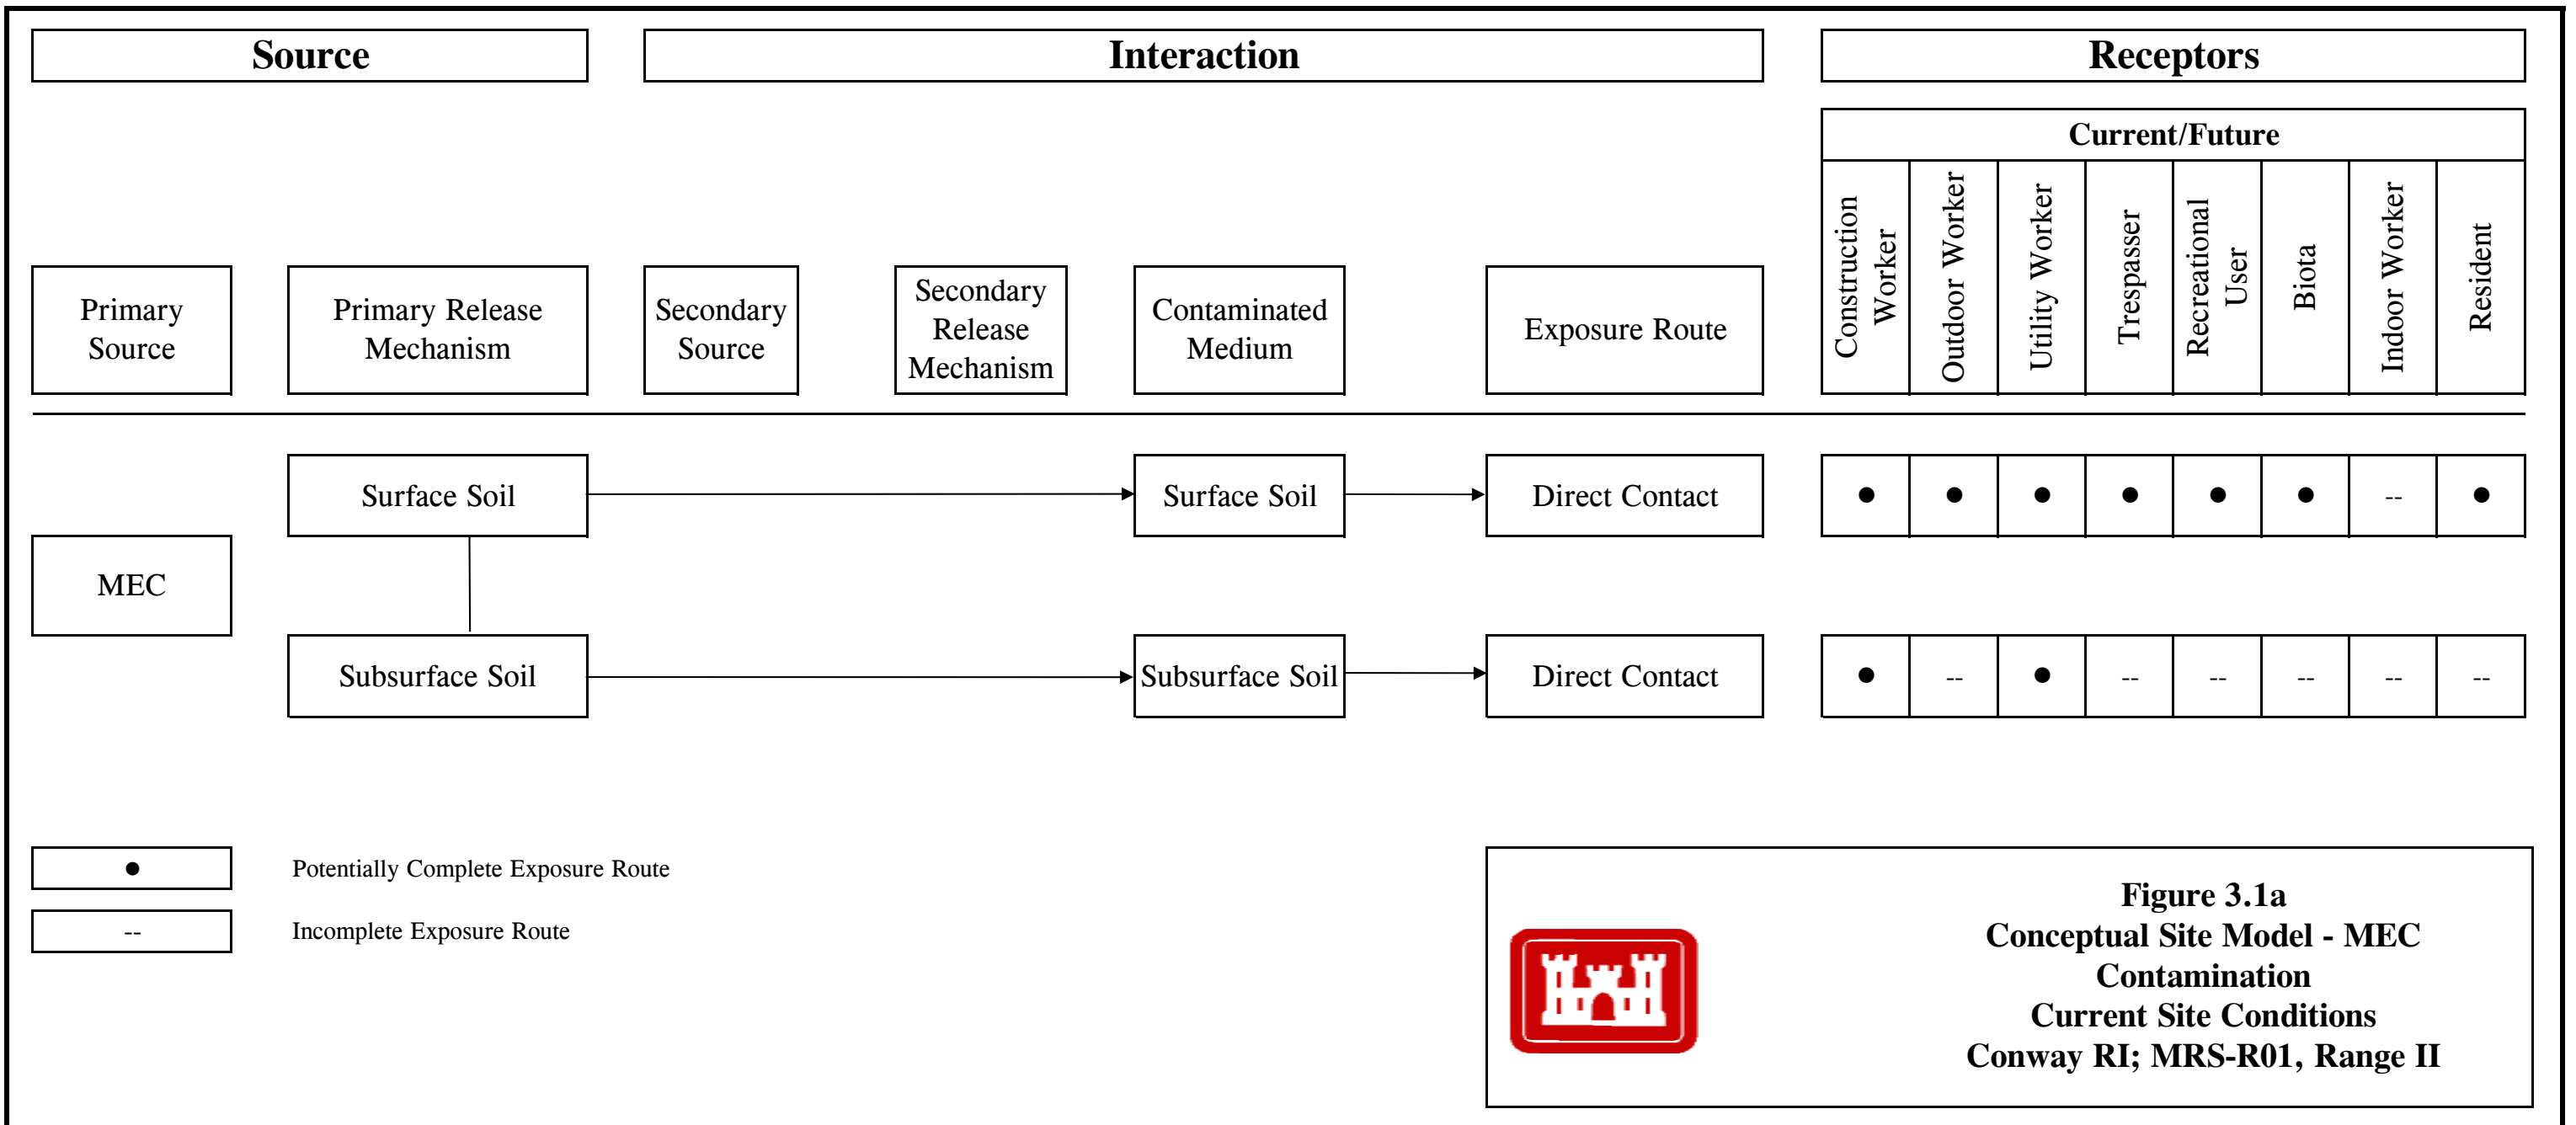 Source
Interaction
Receptors
Current/Future
Primary
Source
Primary Release
Mechanism
Secondary
Source
Secondary
Release
Mechanism
Contaminated
Medium
Exposure Route
Construction
Worker
Outdoor Worker
Utility Worker
Trespasser
Recreational
User
Biota
Indoor Worker
Resident
MEC
Surface Soil
Surface Soil
Direct Contact
● ● ● ● ● ● -- ●
Subsurface Soil
Subsurface Soil
Direct Contact
● -- ● -- -- -- -- --
● Potentially Complete Exposure Route
-- Incomplete Exposure Route
Figure 3.1a
Conceptual Site Model - MEC
Contamination
Current Site Conditions
Conway RI; MRS-R01, Range II